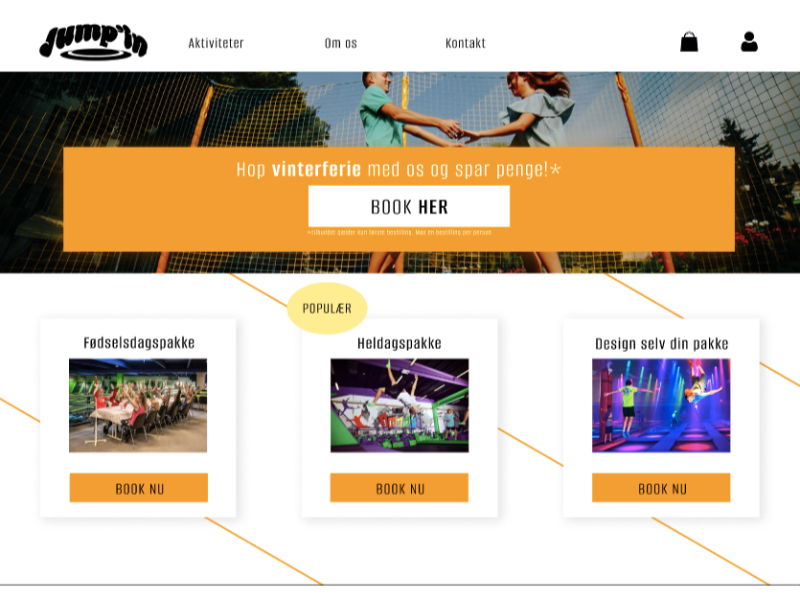 Jump'in
Aktiviteter
Om os
Kontakt
Hop vinterferie med os og spar penge!*
BOOK HER
*tilbuddet gælder kun første bestilling. Max én bestilling per person
POPULÆR
Fødselsdagspakke
Heldagspakke
Design selv din pakke
BOOK NU
BOOK NU
BOOK NU